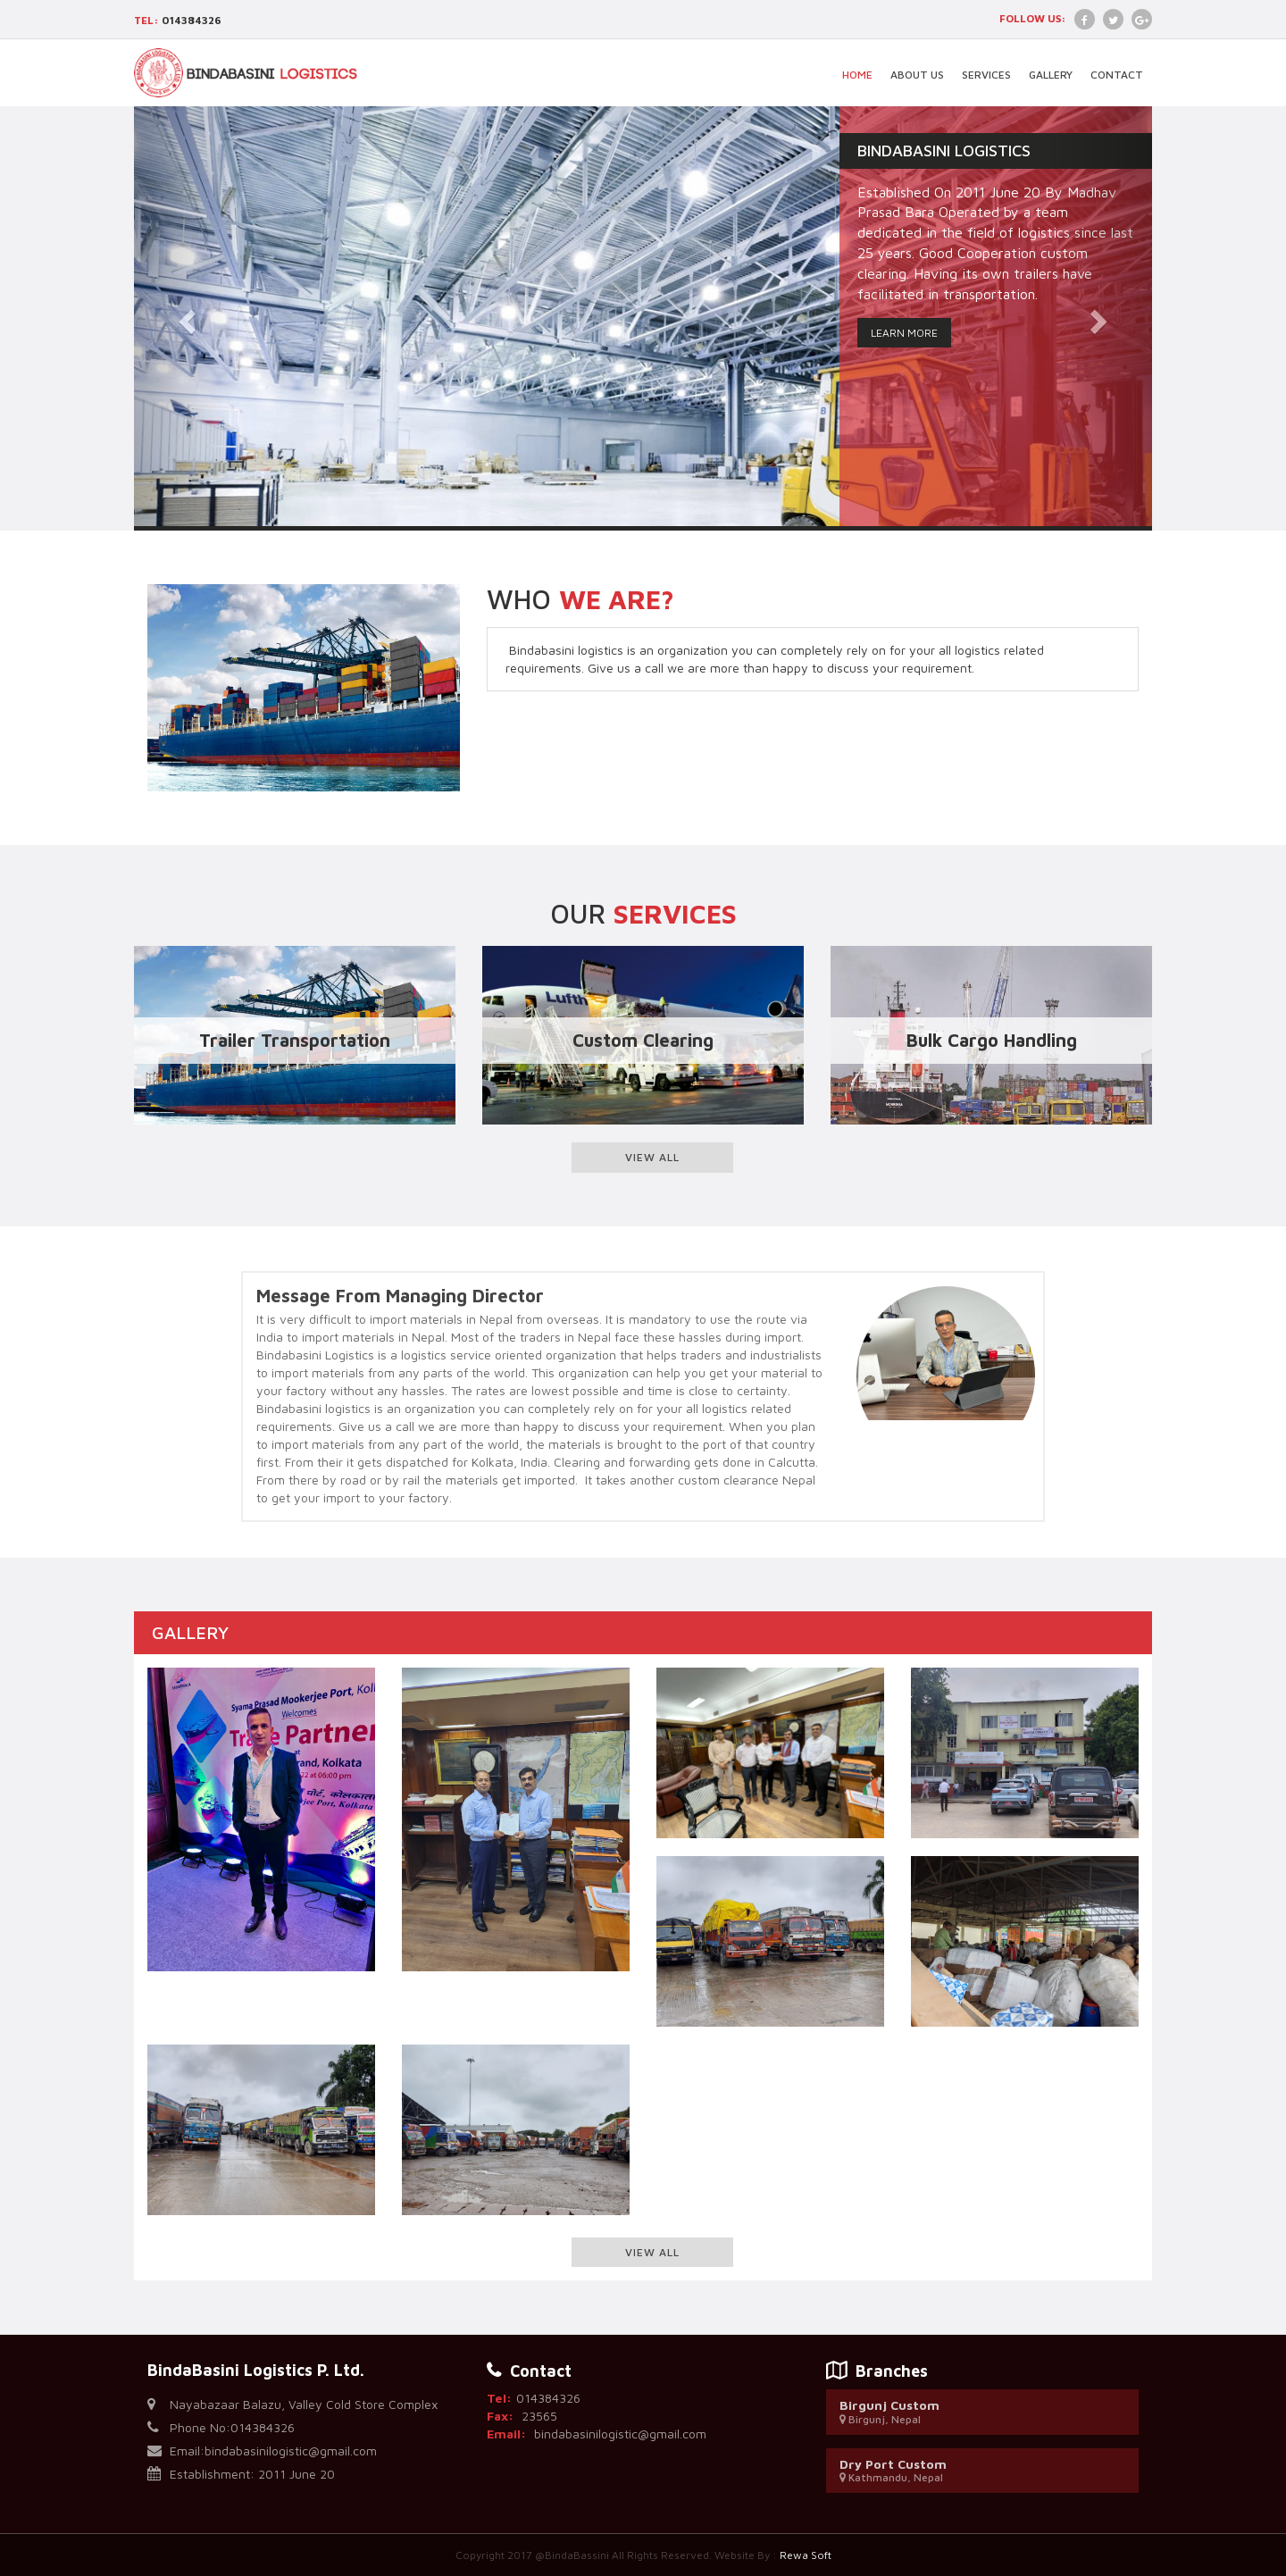 TEL: 014384326
FOLLOW US:
BINDABASINI LOGISTICS
HOME ABOUT US SERVICES GALLERY CONTACT
BINDABASINI LOGISTICS
Established On 2011 June 20 By Madhav
Prasad Bara Operated by a team
dedicated in the field of logistics since last
25 years. Good Cooperation custom
clearing. Having its own trailers have
facilitated in transportation.
LEARN MORE
WHO WE ARE?
Bindabasini logistics is an organization you can completely rely on for your all logistics related
requirements. Give us a call we are more than happy to discuss your requirement.
OUR SERVICES
Lufth
Trailer Transportation
Custom Clearing
Bulk Cargo Handling
VIEW ALL
Message From Managing Director
It is very difficult to import materials in Nepal from overseas. It is mandatory to use the route via
India to import materials in Nepal. Most of the traders in Nepal face these hassles during import.
Bindabasini Logistics is a logistics service oriented organization that helps traders and industrialists
to import materials from any parts of the world. This organization can help you get your material to
your factory without any hassles. The rates are lowest possible and time is close to certainty.
Bindabasini logistics is an organization you can completely rely on for your all logistics related
requirements. Give us a call we are more than happy to discuss your requirement. When you plan
to import materials from any part of the world, the materials is brought to the port of that country
first. From their it gets dispatched for Kolkata, India. Clearing and forwarding gets done in Calcutta.
From there by road or by rail the materials get imported.  It takes another custom clearance Nepal
to get your import to your factory.
GALLERY
Syama Prasad Mookerjee Port, Kol
Welcomes
Trade Partner
at
rand, Kolkata
22 at 06:00 pm
पोर्ट, कोलकाता
rjee Port, Kolkata
VIEW ALL
BindaBasini Logistics P. Ltd.
Nayabazaar Balazu, Valley Cold Store Complex
Phone No:014384326
Email:bindabasinilogistic@gmail.com
Establishment: 2011 June 20
Contact
Tel: 014384326
Fax: 23565
Email: bindabasinilogistic@gmail.com
Branches
Birgunj Custom
Birgunj, Nepal
Dry Port Custom
Kathmandu, Nepal
Copyright 2017 @BindaBassini All Rights Reserved. Website By : Rewa Soft